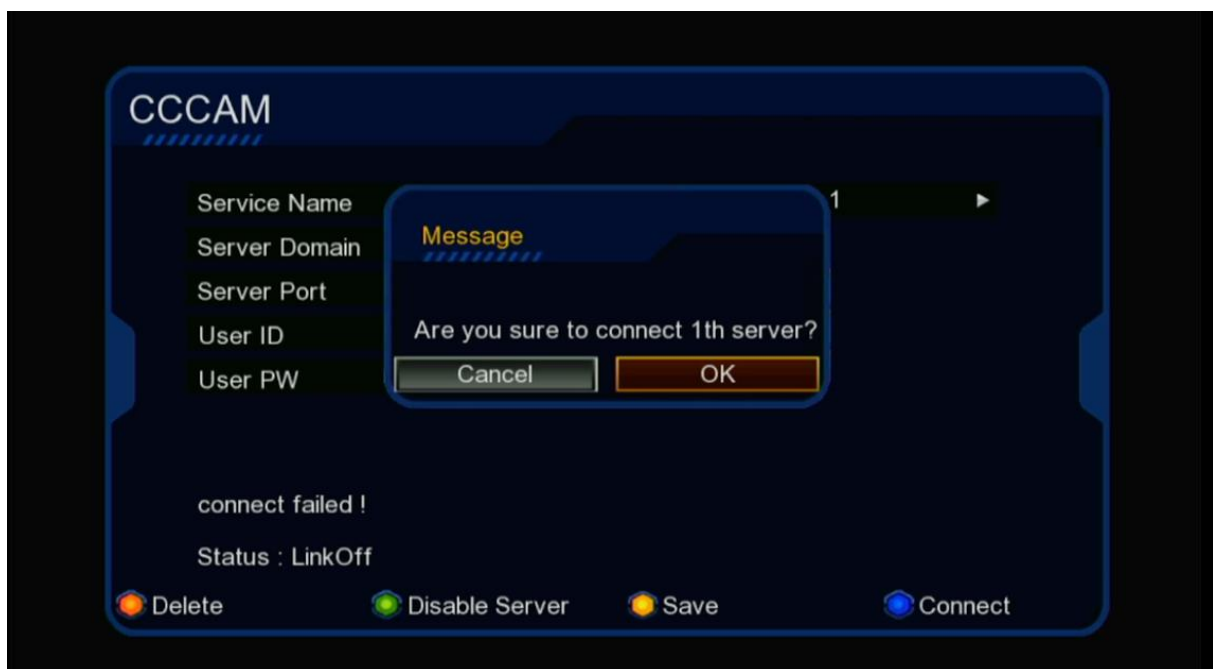 CCCAM
Service Name
1
Server Domain
Server Port
User ID
User PW
Message
Are you sure to connect 1th server?
Cancel
OK
connect failed !
Status : LinkOff
Delete
Disable Server
Save
Connect